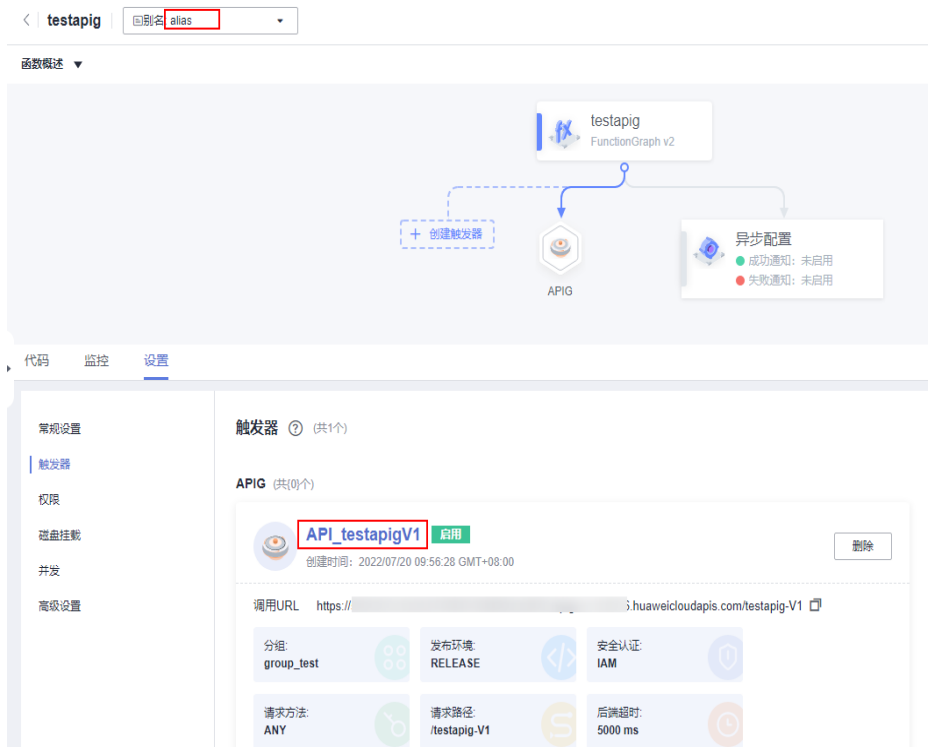 testapig 别名 alias
函数概述
testapig
FunctionGraph v2
创建触发器
APIG
异步配置
成功通知：未启用
失败通知：未启用
代码 监控 设置
常规设置
触发器
权限
磁盘挂载
并发
高级设置
触发器 ? (共1个)
APIG (共{0}个)
API_testapigV1 启用
创建时间：2022/07/20 09:56:28 GMT+08:00
删除
调用URL https:// .huaweicloudapis.com/testapig-V1
分组: 发布环境: 安全认证:
group_test RELEASE IAM
请求方法: 请求路径: 后端超时:
ANY /testapig-V1 5000 ms